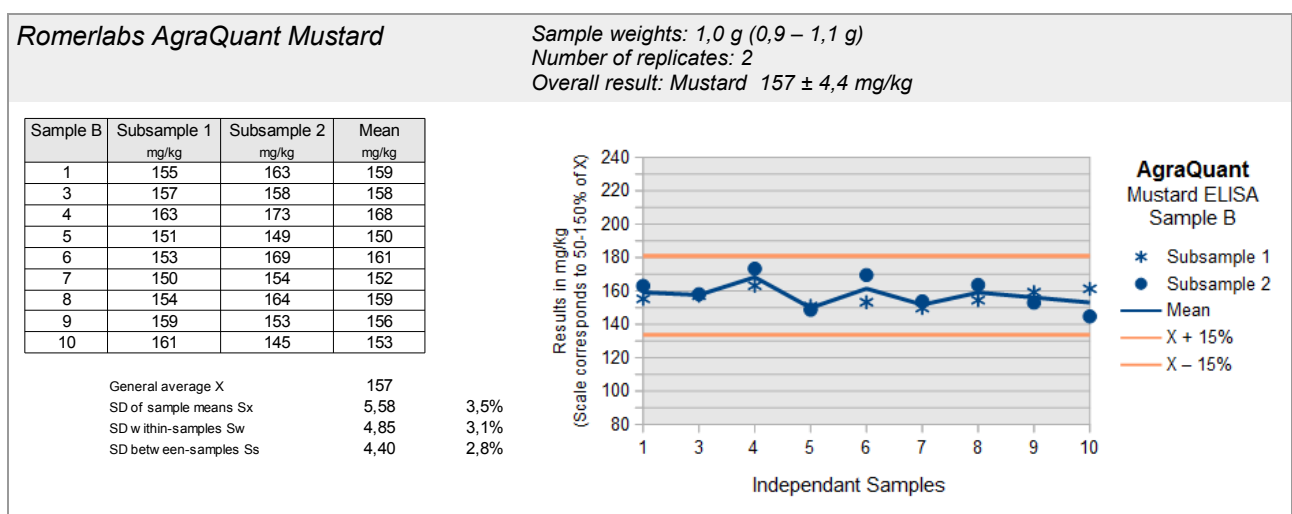 Romerlabs AgraQuant Mustard
Sample weights: 1,0 g (0,9 – 1,1 g)
Number of replicates: 2
Overall result: Mustard 157 ± 4,4 mg/kg
Sample B Subsample 1 Subsample 2 Mean
mg/kg mg/kg mg/kg
1 155 163 159
3 157 158 158
4 163 173 168
5 151 149 150
6 153 169 161
7 150 154 152
8 154 164 159
9 159 153 156
10 161 145 153
General average X 157
SD of sample means Sx 5,58 3,5%
SD w ithin-samples Sw 4,85 3,1%
SD betw een-samples Ss 4,40 2,8%
Results in mg/kg
(Scale corresponds to 50-150% of X)
240
220
200
180
160
140
120
100
80
1 3 4 5 6 7 8 9 10
Independant Samples
AgraQuant
Mustard ELISA
Sample B
Subsample 1
Subsample 2
Mean
X + 15%
X – 15%